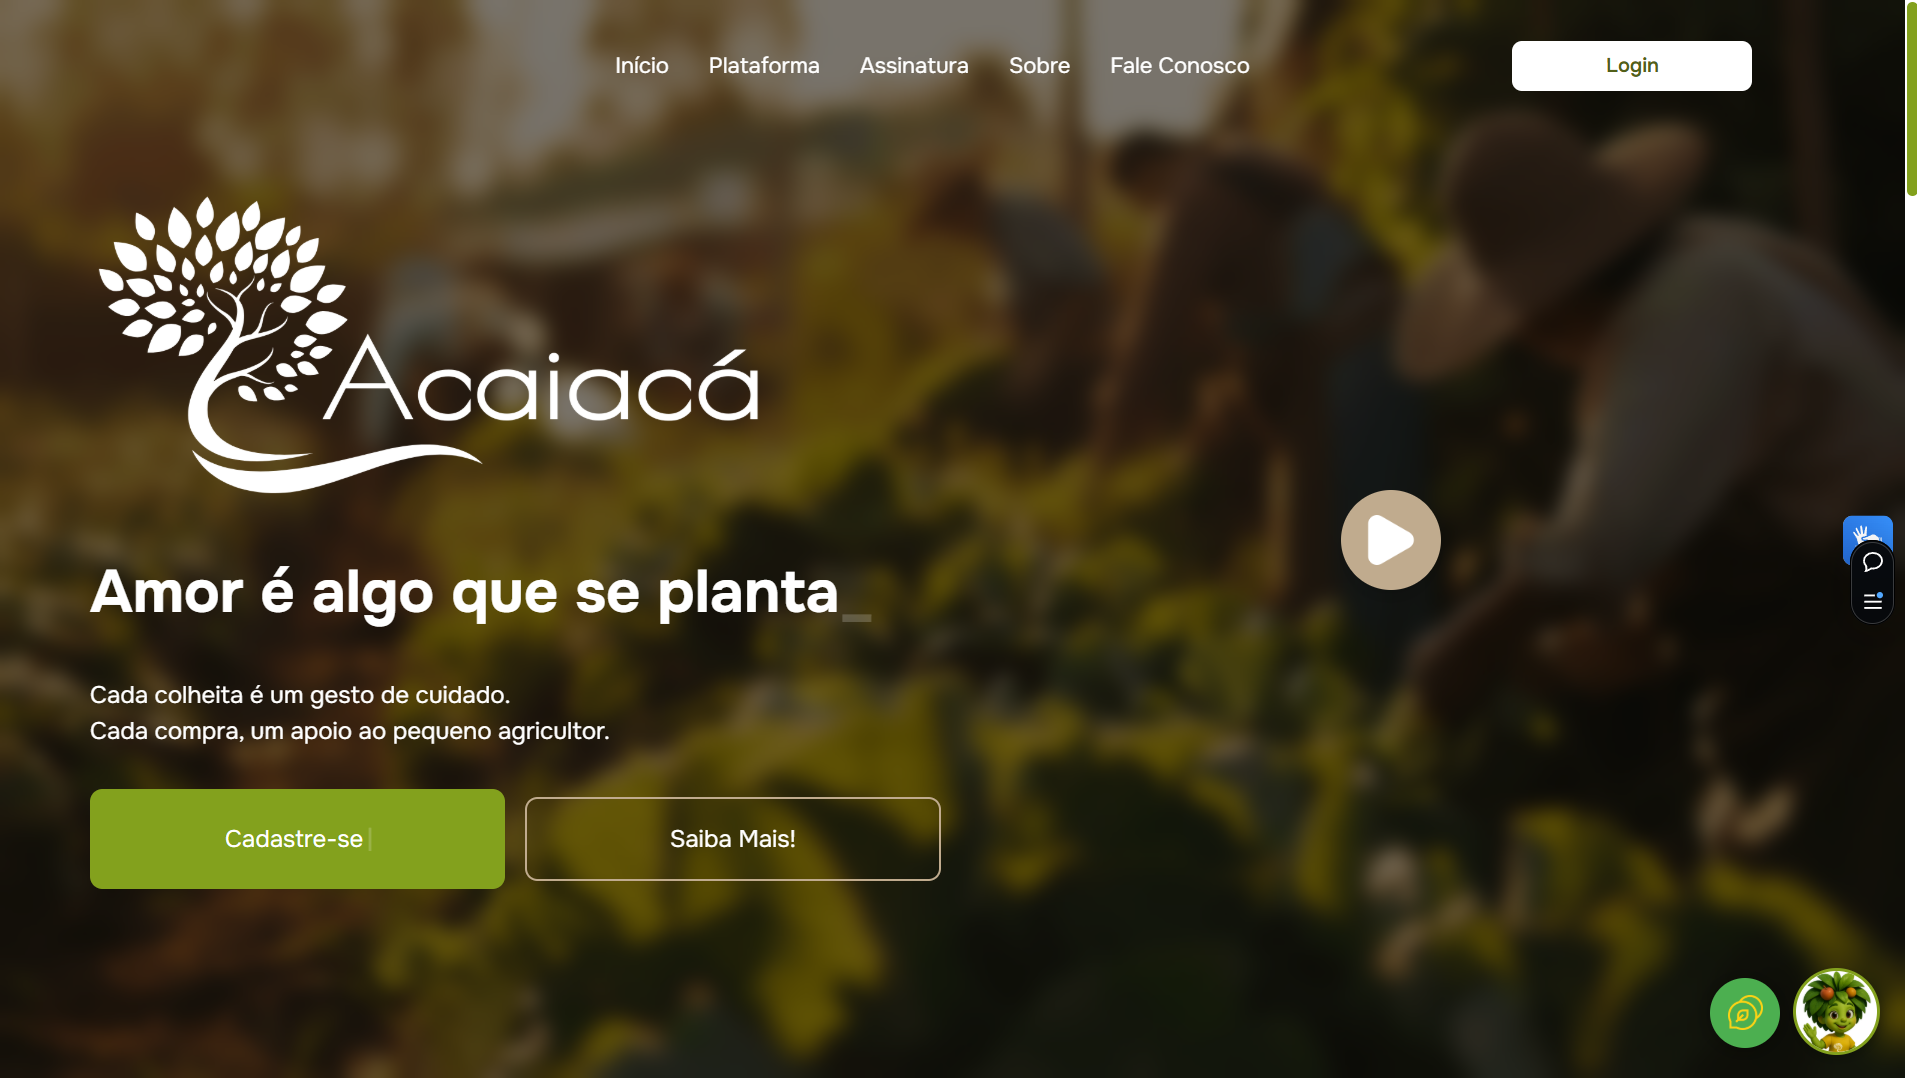 Início Plataforma Assinatura Sobre Fale Conosco Login
Acaiacá
Amor é algo que se planta_
Cada colheita é um gesto de cuidado.
Cada compra, um apoio ao pequeno agricultor.
Cadastre-se Saiba Mais!